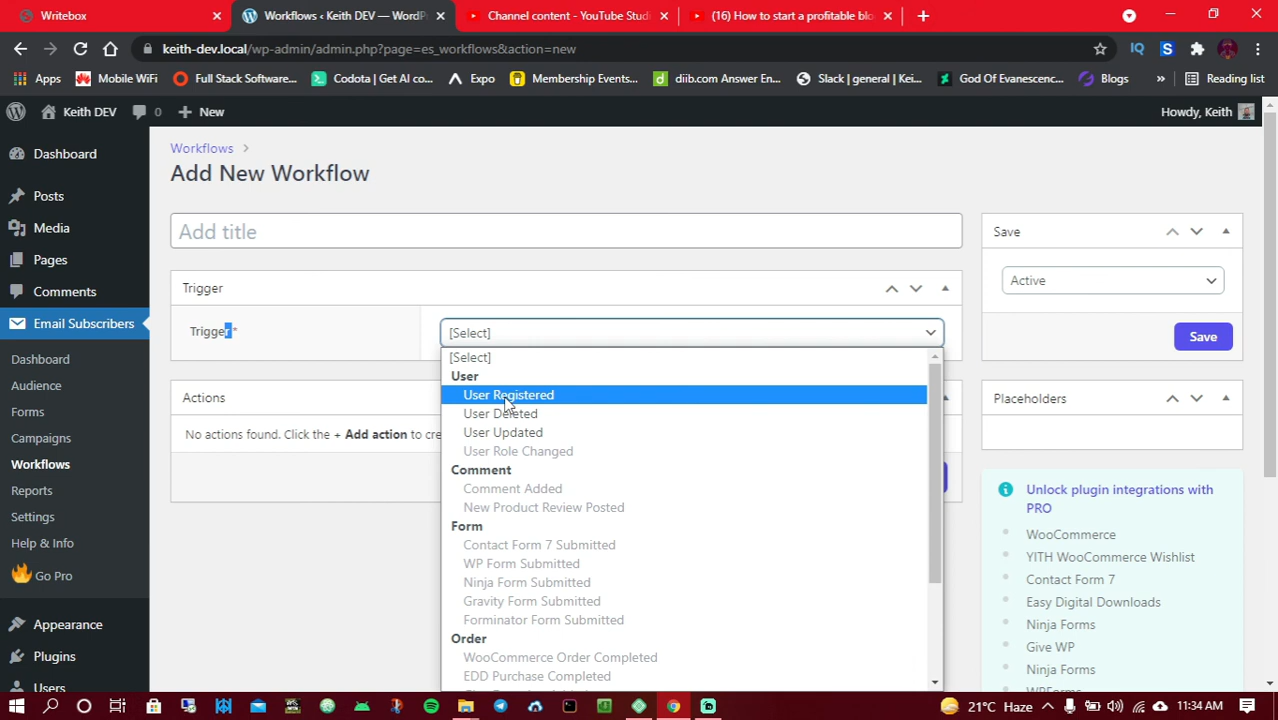 Writebox
Workflows ‹ Keith DEV — WordPr
Channel content - YouTube Studi
(16) How to start a profitable blo
keith-dev.local/wp-admin/admin.php?page=es_workflows&action=new
Apps
Mobile WiFi
Full Stack Software...
Codota | Get AI co...
Expo
Membership Events...
diib.com Answer En...
Slack | general | Kei...
God Of Evanescenc...
Blogs
»
Reading list
Keith DEV
0
New
Howdy, Keith
Dashboard
Posts
Media
Pages
Comments
Email Subscribers
Dashboard
Audience
Forms
Campaigns
Workflows
Reports
Settings
Help & Info
Go Pro
Appearance
Plugins
Users
Workflows
Add New Workflow
Add title
Trigger
Trigger *
[Select]
[Select]
User
User Registered
User Deleted
User Updated
User Role Changed
Comment
Comment Added
New Product Review Posted
Form
Contact Form 7 Submitted
WP Form Submitted
Ninja Form Submitted
Gravity Form Submitted
Forminator Form Submitted
Order
WooCommerce Order Completed
EDD Purchase Completed
Actions
No actions found. Click the + Add action to cre
Save
Active
Save
Placeholders
Unlock plugin integrations with
PRO
WooCommerce
YITH WooCommerce Wishlist
Contact Form 7
Easy Digital Downloads
Ninja Forms
Give WP
Ninja Forms
WPForms
21°C Haze
11:34 AM